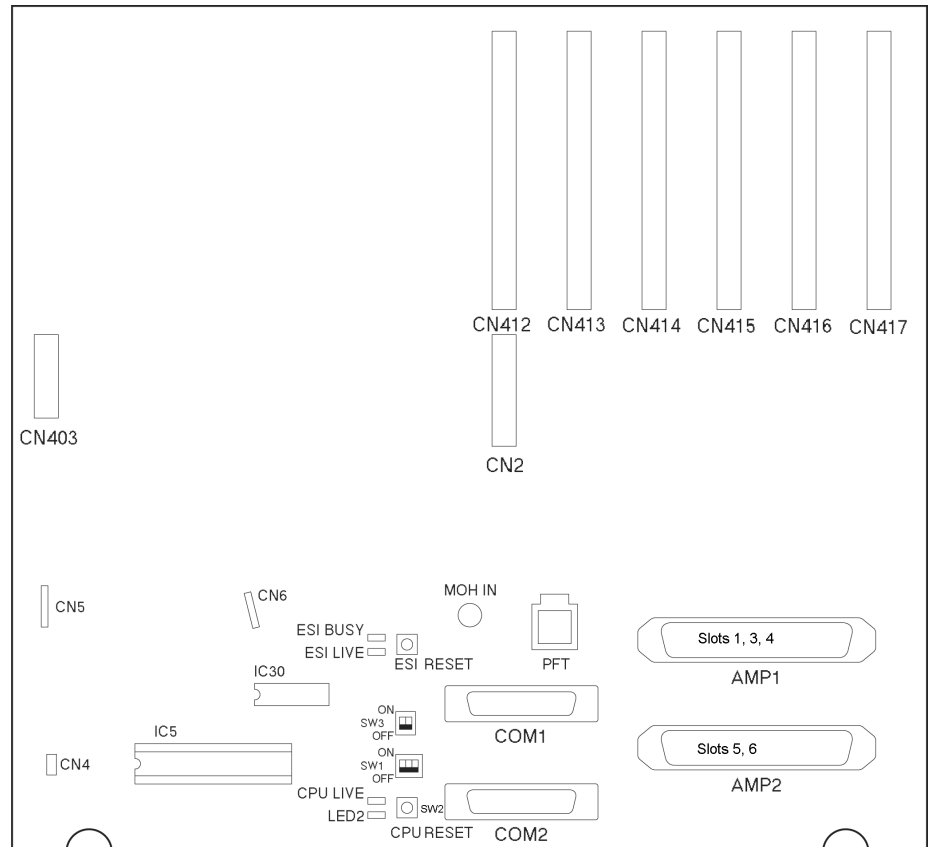 CN412 CN413 CN414 CN415 CN416 CN417
CN403
CN2
CN5
CN6
MOH IN
ESI BUSY
ESI LIVE
ESI RESET
PFT
Slots 1, 3, 4
AMP1
IC30
ON
SW3
OFF
COM1
IC5
Slots 5, 6
AMP2
ON
SW1
OFF
CN4
CPU LIVE
LED2
SW2
CPU RESET
COM2